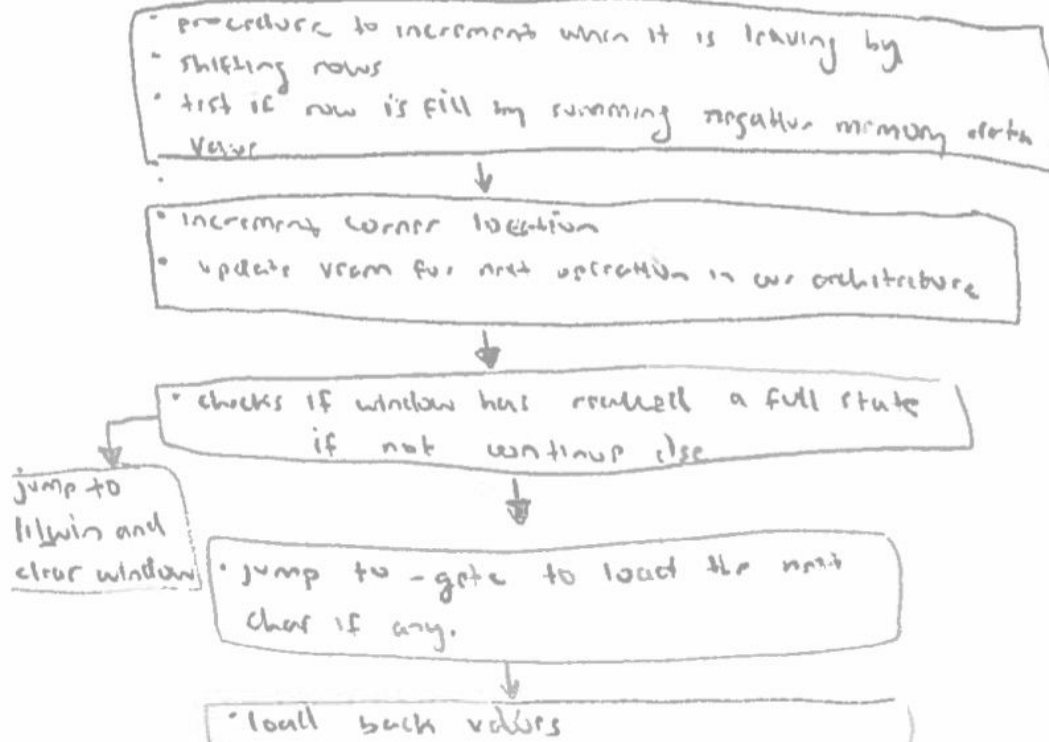 • procedure to increment when it is leaving by
• shifting rows
• test if row is fill by summing negative memory data
value
•
• increment corner location
• update vram for next operation in our architecture
• checks if window has reached a full state
if not continue else
jump to
and
clear window
• jump to -getc to load the next
char if any.
• load back values